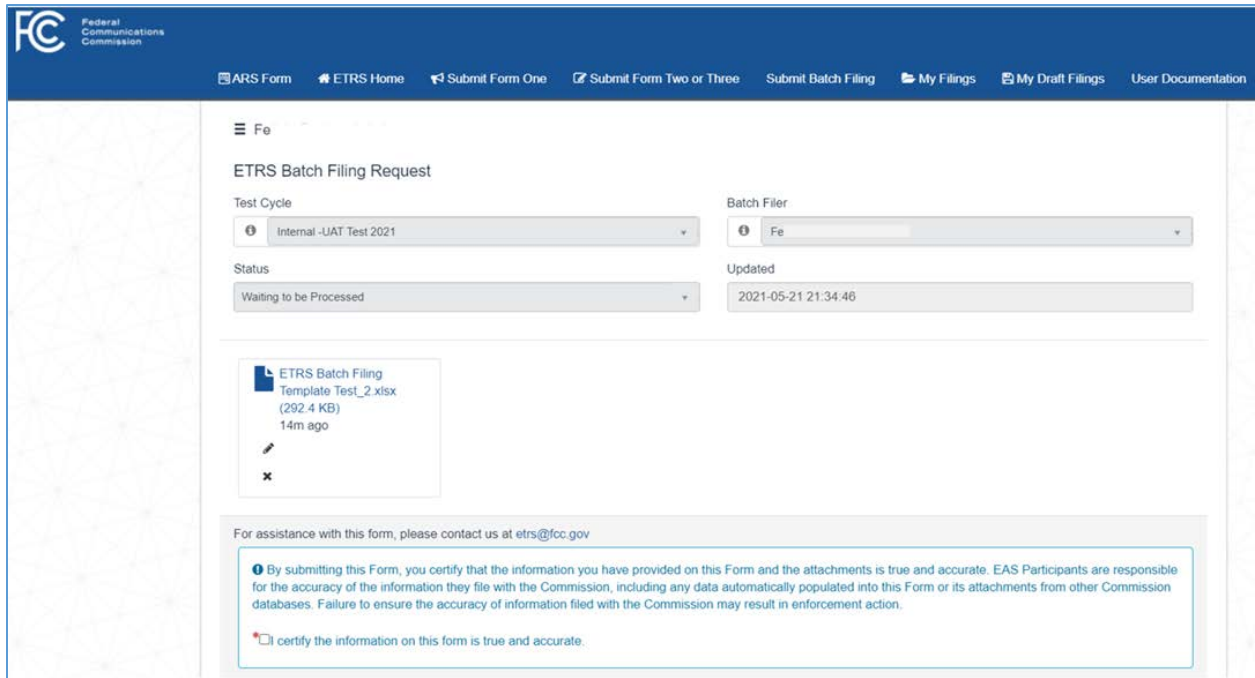 FCC
Federal
Communications
Commission
ARS Form ETRS Home Submit Form One Submit Form Two or Three Submit Batch Filing My Filings My Draft Filings User Documentation
Fe
ETRS Batch Filing Request
Test Cycle Batch Filer
Internal -UAT Test 2021 Fe
Status Updated
Waiting to be Processed 2021-05-21 21:34:46
ETRS Batch Filing
Template Test_2.xlsx
(292.4 KB)
14m ago
For assistance with this form, please contact us at etrs@fcc.gov
By submitting this Form, you certify that the information you have provided on this Form and the attachments is true and accurate. EAS Participants are responsible
for the accuracy of the information they file with the Commission, including any data automatically populated into this Form or its attachments from other Commission
databases. Failure to ensure the accuracy of information filed with the Commission may result in enforcement action.
*I certify the information on this form is true and accurate.